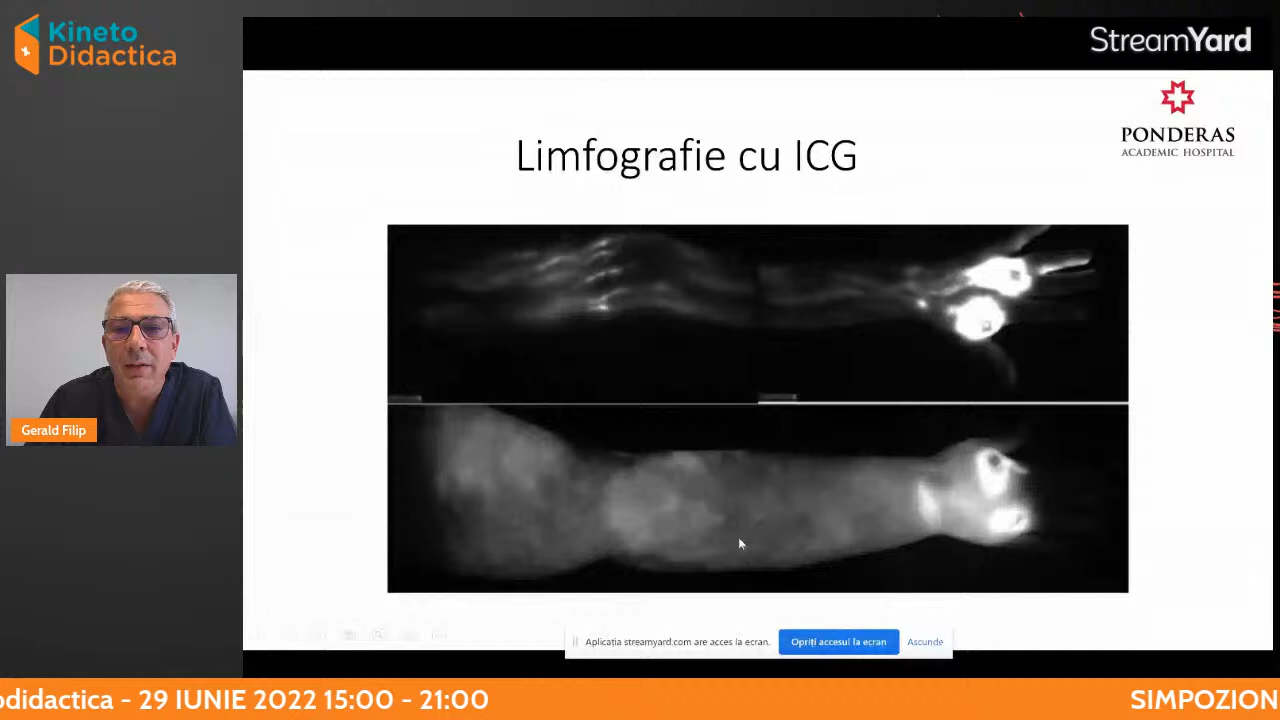 Kineto
Didactica
StreamYard
PONDERAS
ACADEMIC HOSPITAL
Limfografie cu ICG
Gerald Filip
Aplicația streamyard.com are acces la ecran.
Opriți accesul la ecran
Ascunde
odidactica - 29 IUNIE 2022 15:00 - 21:00
SIMPOZION